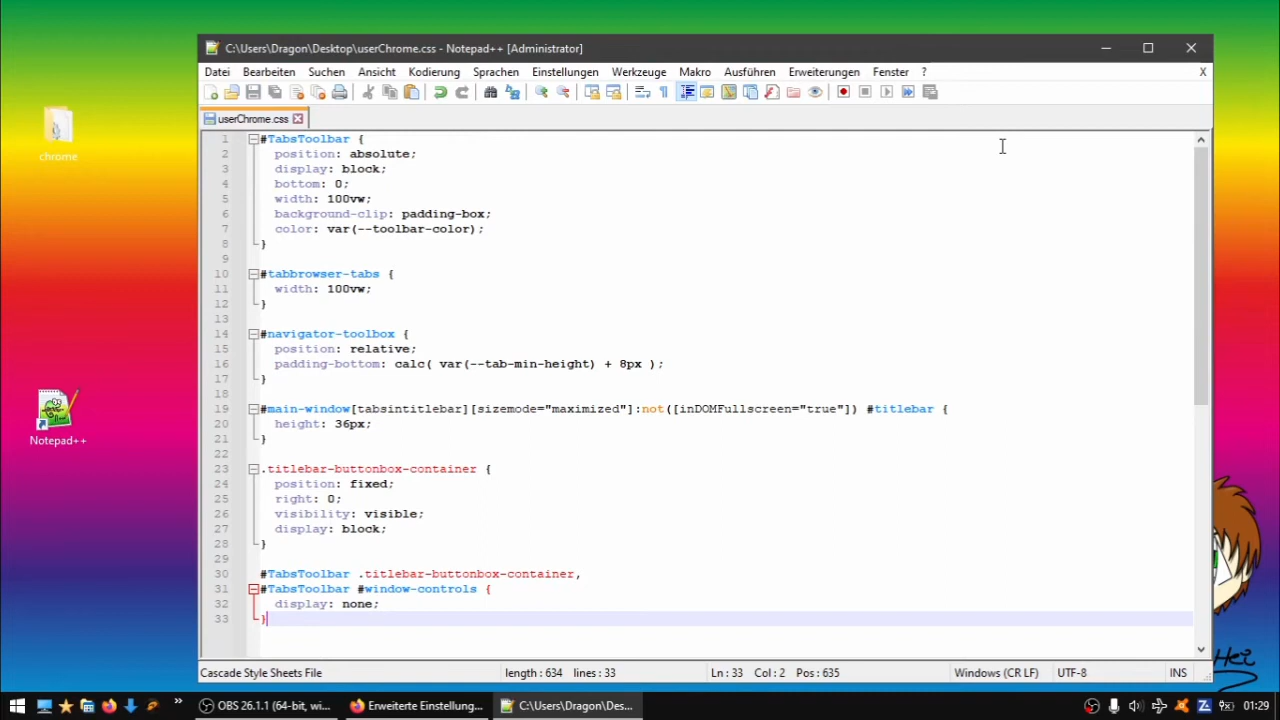 C:\Users\Dragon\Desktop\userChrome.css - Notepad++ [Administrator]
Datei Bearbeiten Suchen Ansicht Kodierung Sprachen Einstellungen Werkzeuge Makro Ausführen Erweiterungen Fenster ? X
userChrome.css
1 #TabsToolbar {
2 position: absolute;
3 display: block;
4 bottom: 0;
5 width: 100vw;
6 background-clip: padding-box;
7 color: var(--toolbar-color);
8 }
9
10 #tabbrowser-tabs {
11 width: 100vw;
12 }
13
14 #navigator-toolbox {
15 position: relative;
16 padding-bottom: calc( var(--tab-min-height) + 8px );
17 }
18
19 #main-window[tabsintitlebar][sizemode="maximized"]:not([inDOMFullscreen="true"]) #titlebar {
20 height: 36px;
21 }
22
23 .titlebar-buttonbox-container {
24 position: fixed;
25 right: 0;
26 visibility: visible;
27 display: block;
28 }
29
30 #TabsToolbar .titlebar-buttonbox-container,
31 #TabsToolbar #window-controls {
32 display: none;
33 }
Cascade Style Sheets File length : 634 lines : 33 Ln : 33 Col : 2 Pos : 635 Windows (CR LF) UTF-8 INS
chrome
Notepad++
Hei
OBS 26.1.1 (64-bit, wi... Erweiterte Einstellung... C:\Users\Dragon\Des... 01:29